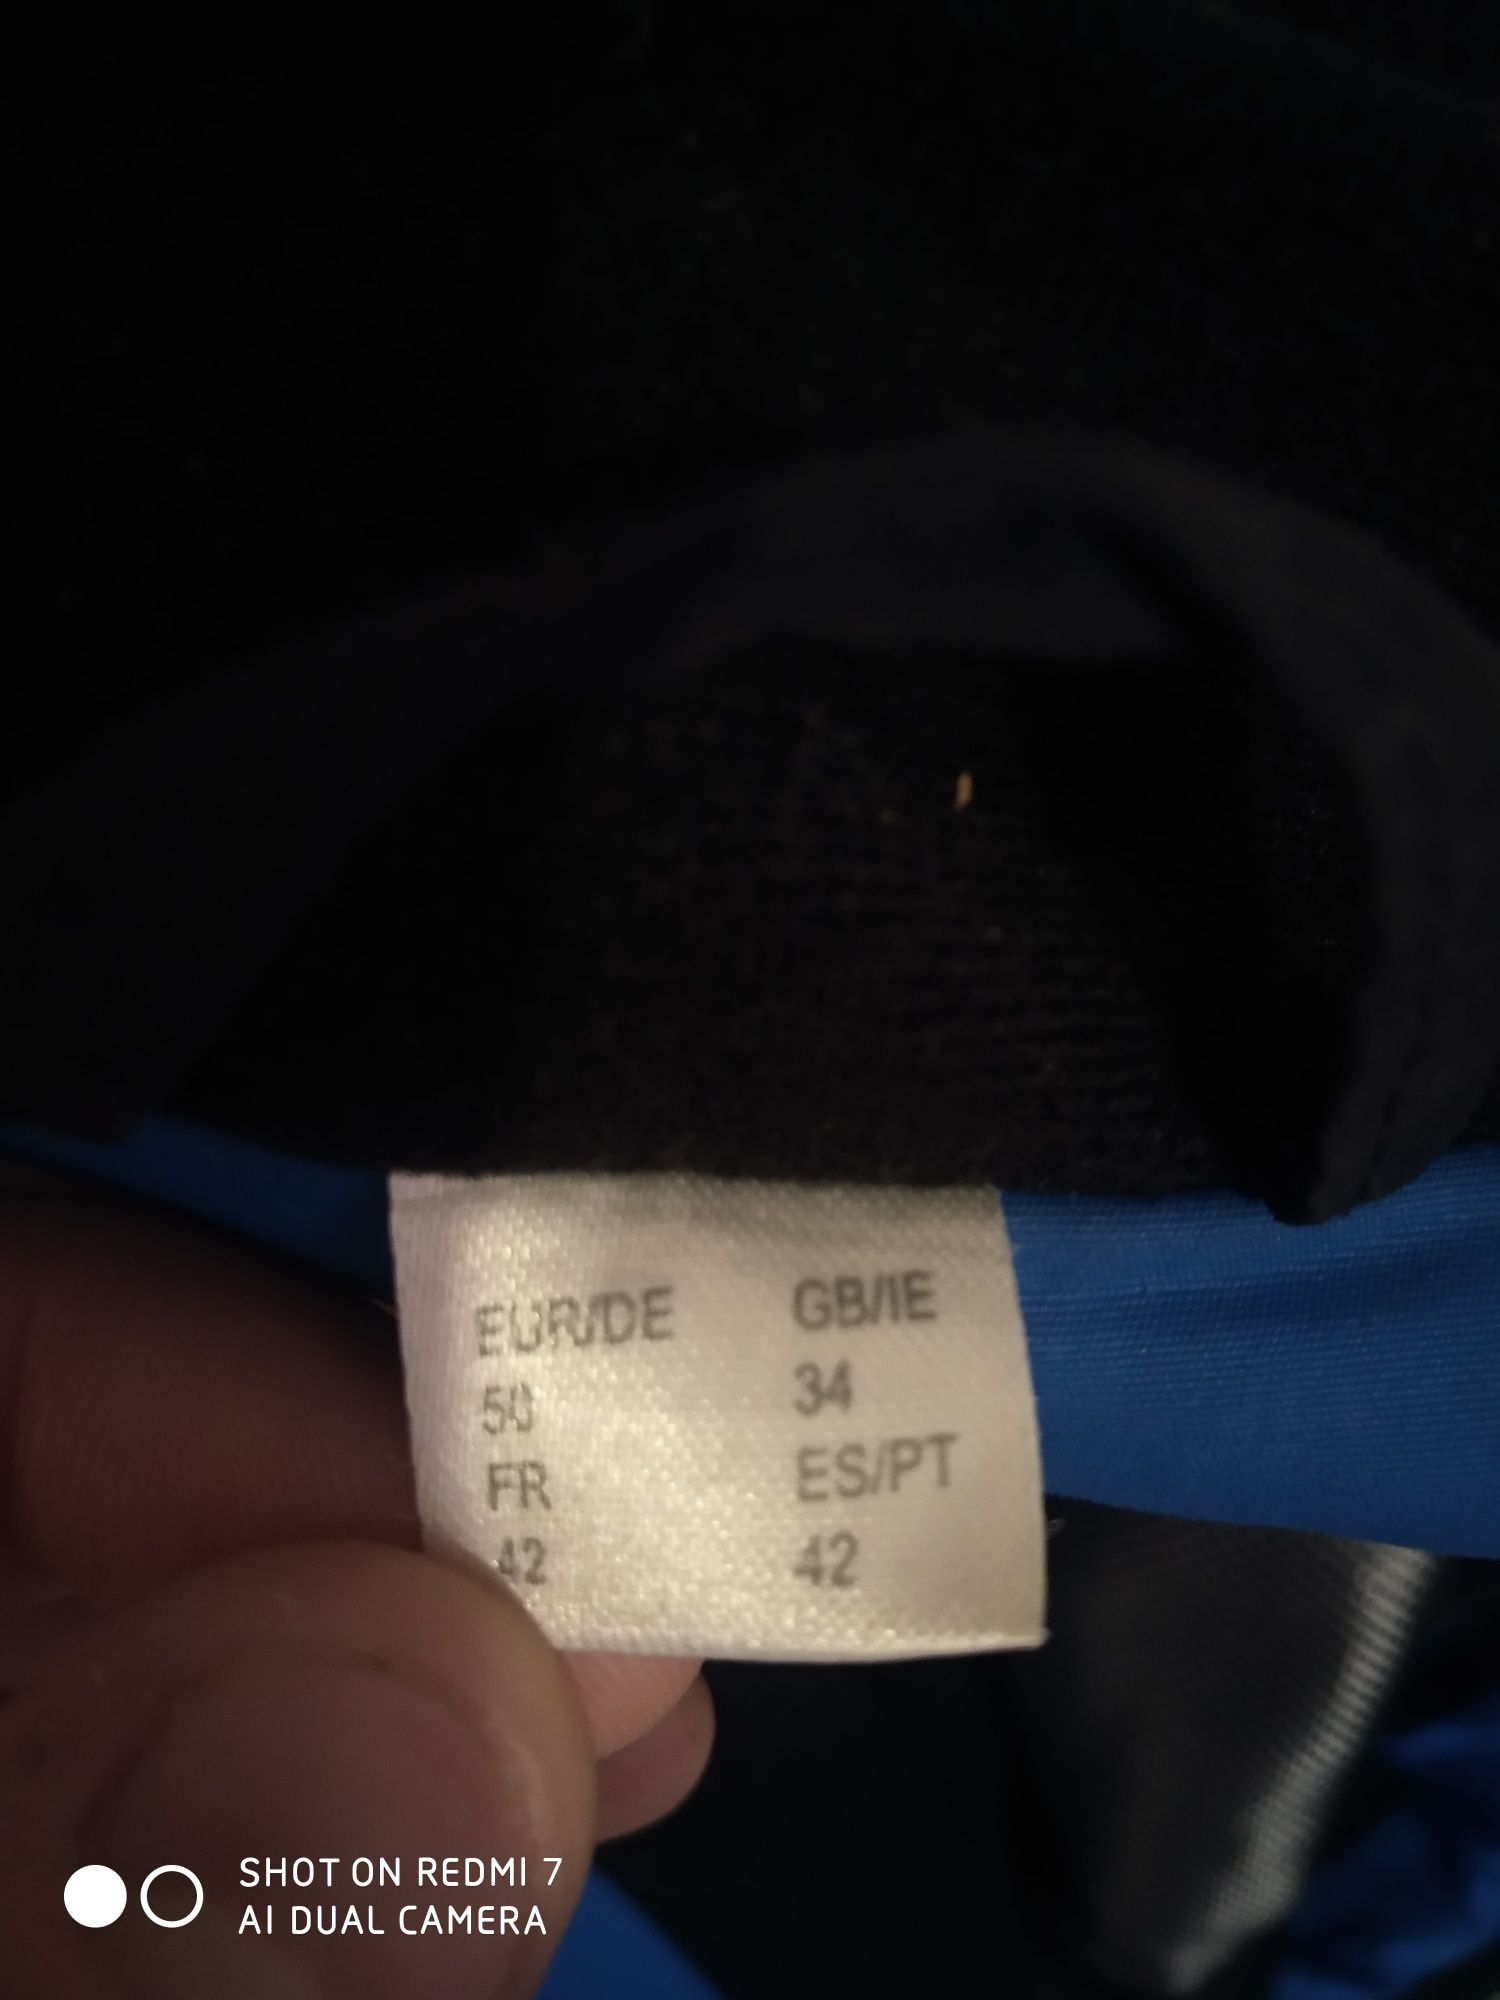 EUR/DE GB/IE
50 34
FR ES/PT
42 42
SHOT ON REDMI 7
AI DUAL CAMERA